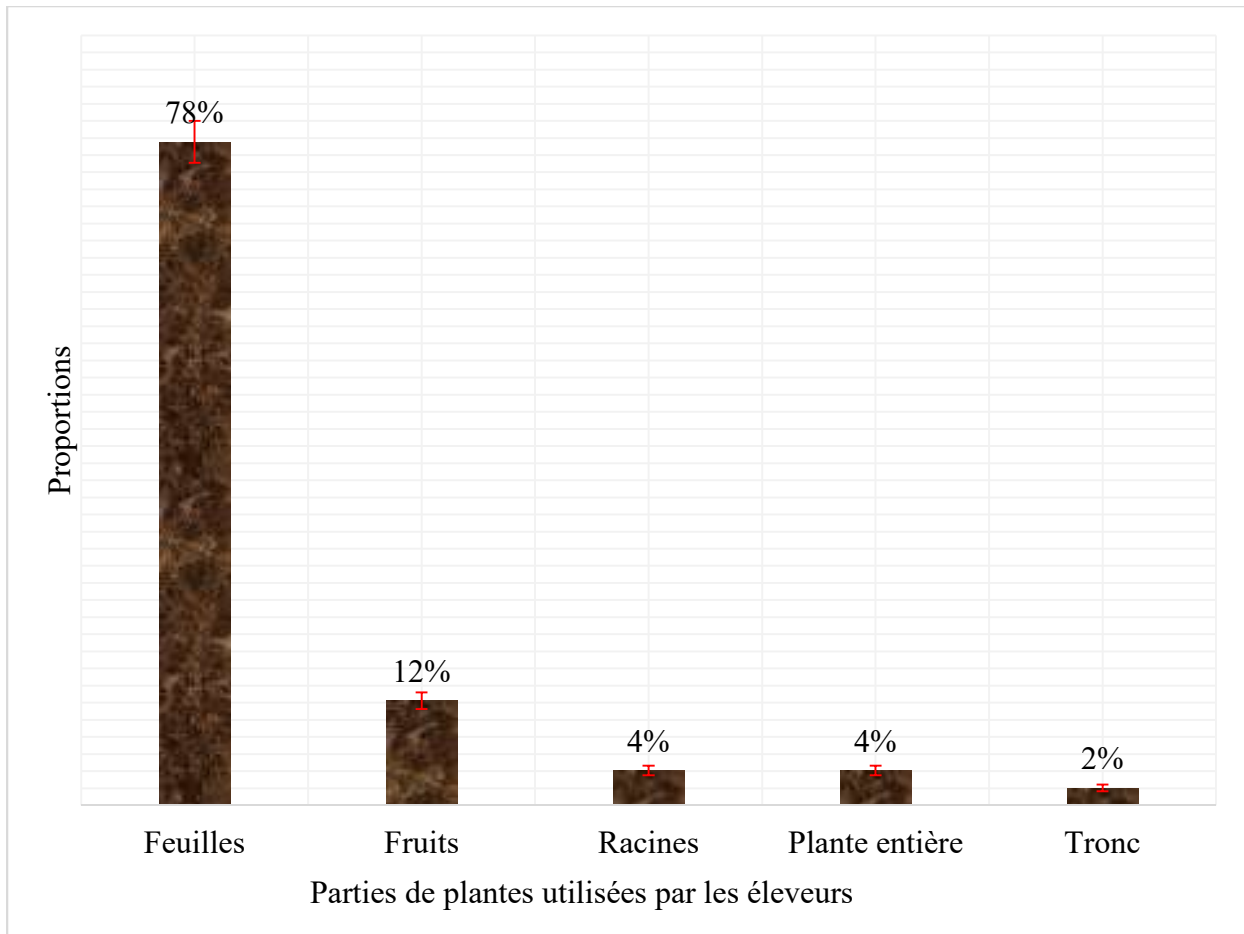 78%
12%
4%
4%
2%
Proportions
Feuilles
Fruits
Racines
Plante entière
Tronc
Parties de plantes utilisées par les éleveurs